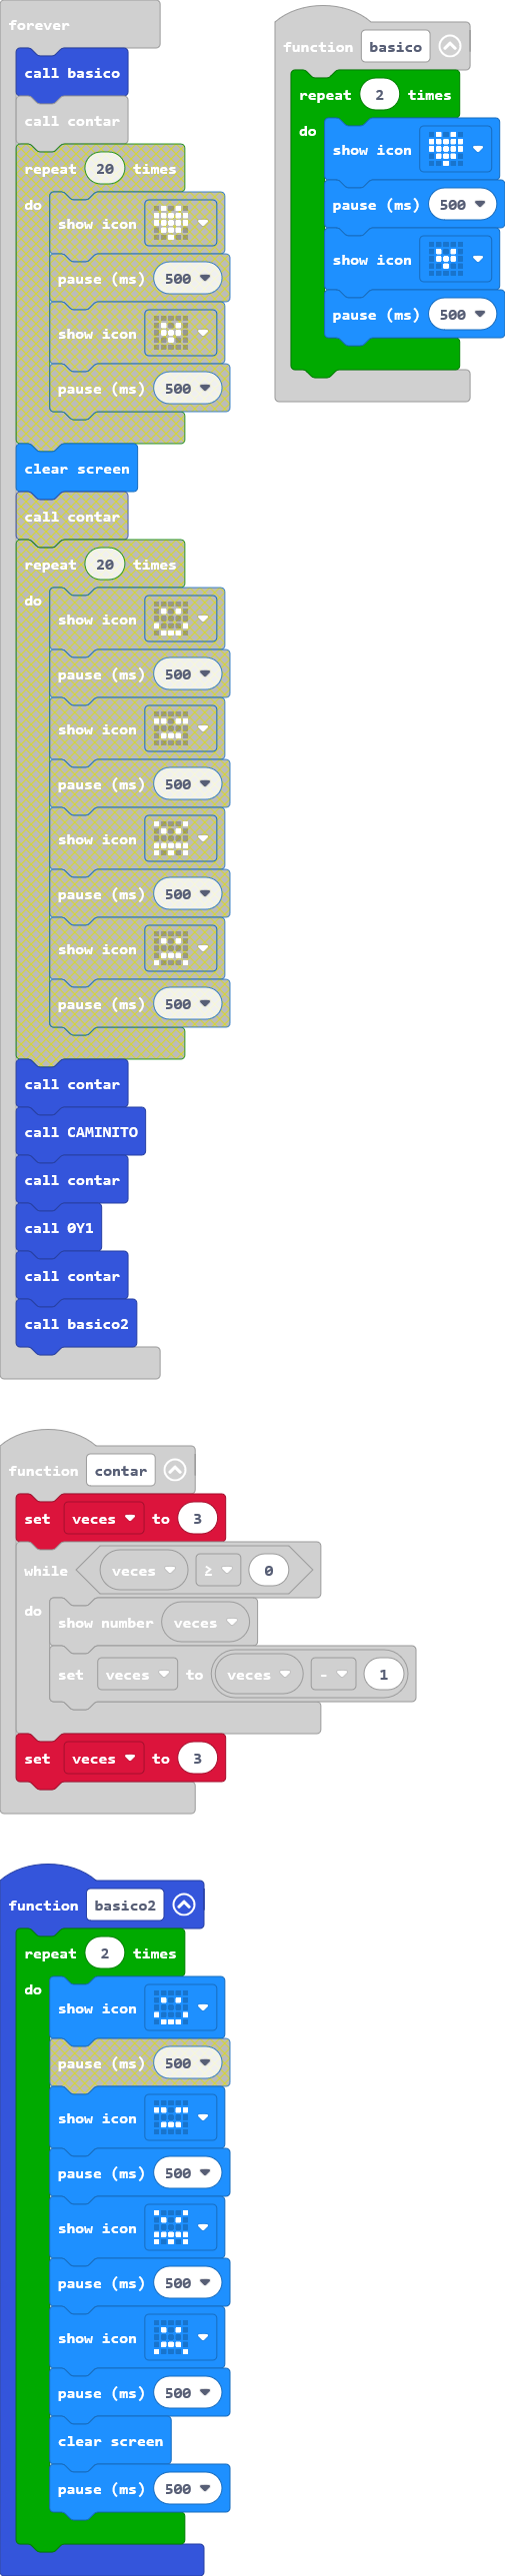 forever
call basico
call contar
repeat 20 times
do
show icon
pause (ms) 500
show icon
pause (ms) 500
clear screen
call contar
repeat 20 times
do
show icon
pause (ms) 500
show icon
pause (ms) 500
show icon
pause (ms) 500
show icon
pause (ms) 500
call contar
call CAMINITO
call contar
call 0Y1
call contar
call basico2
function basico
repeat 2 times
do
show icon
pause (ms) 500
show icon
pause (ms) 500
function contar
set veces to 3
while veces ≥ 0
do
show number veces
set veces to veces - 1
set veces to 3
function basico2
repeat 2 times
do
show icon
pause (ms) 500
show icon
pause (ms) 500
show icon
pause (ms) 500
show icon
pause (ms) 500
clear screen
pause (ms) 500